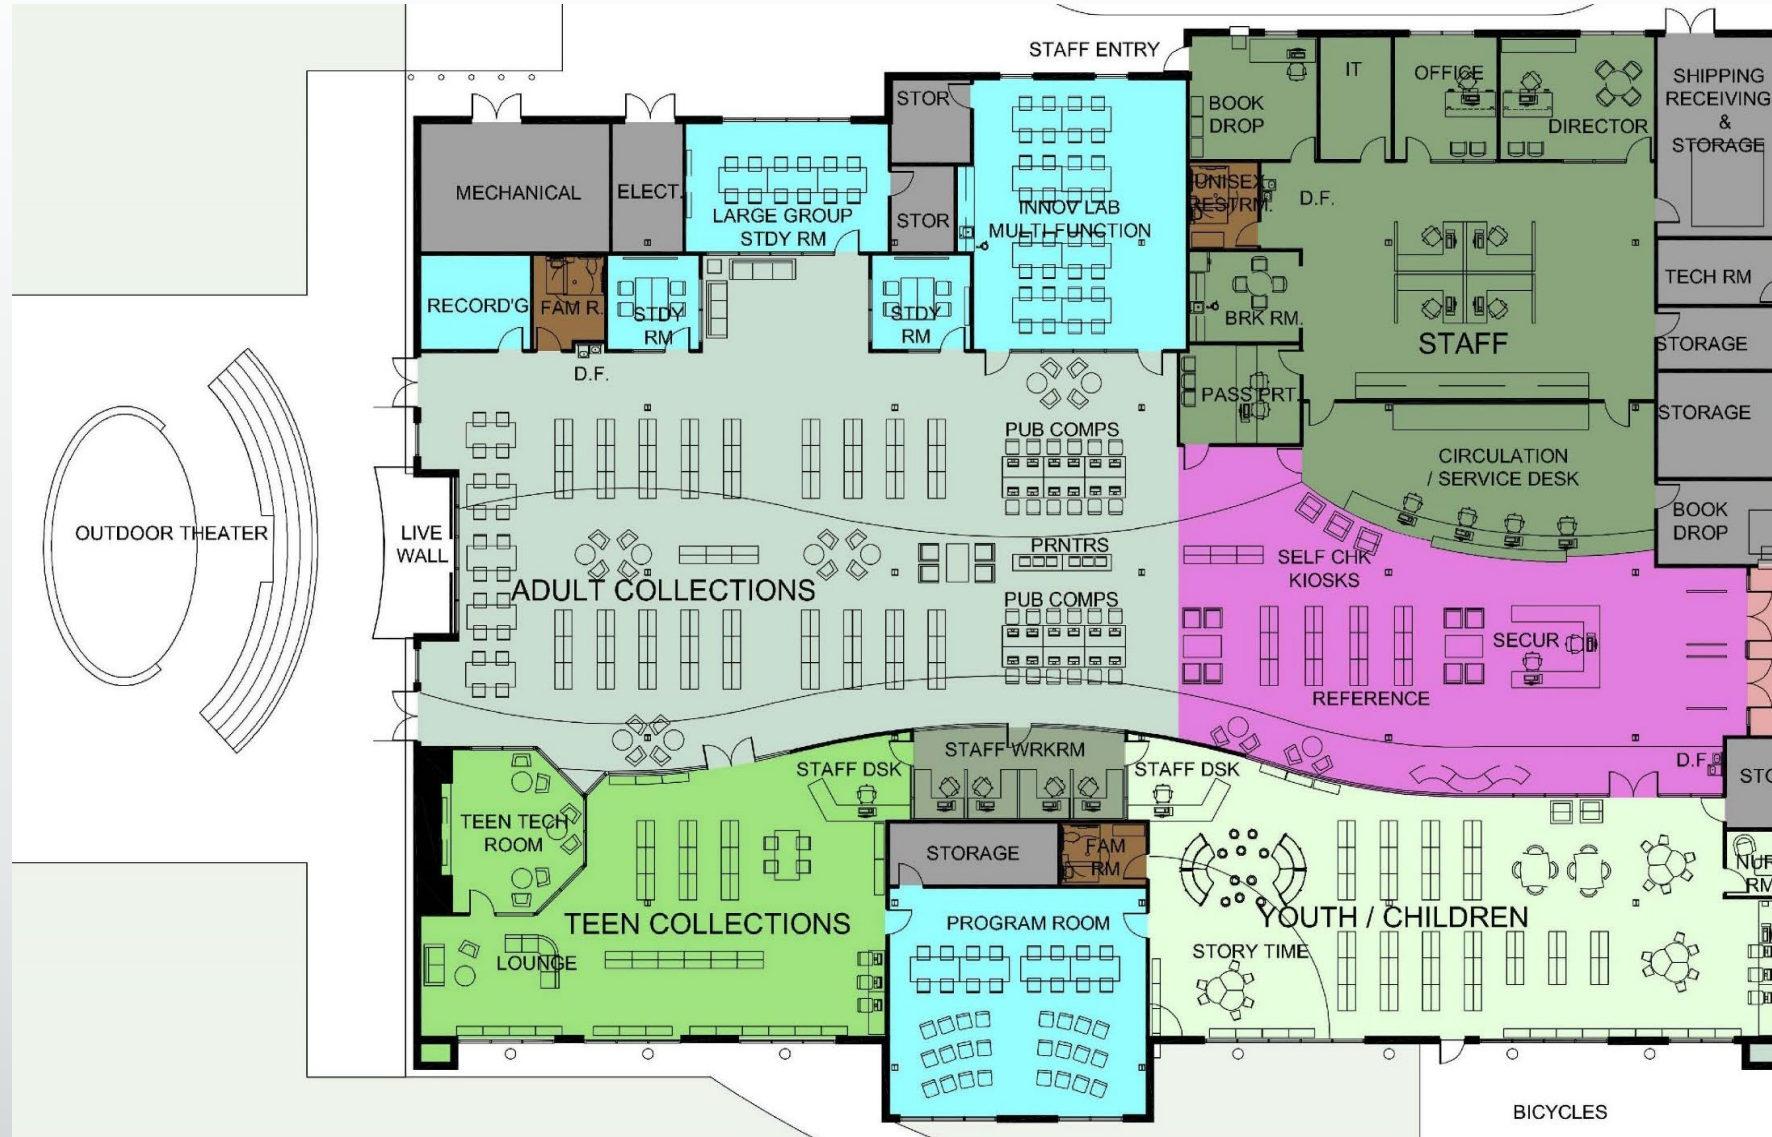 STAFF ENTRY
BOOK
DROP
IT
OFFICE
DIRECTOR
SHIPPING
RECEIVING
&
STORAGE
STOR
MECHANICAL
ELECT.
LARGE GROUP
STDY RM
STOR
INNOV LAB
MULTI-FUNCTION
UNISEX
RESTRM.
D.F.
RECORD'G
FAM R.
STDY
RM
STDY
RM
BRK RM.
STAFF
TECH RM
STORAGE
D.F.
PASS PRT.
STORAGE
PUB COMPS
CIRCULATION
/ SERVICE DESK
BOOK
DROP
OUTDOOR THEATER
LIVE
WALL
PRNTRS
SELF CHK
KIOSKS
ADULT COLLECTIONS
PUB COMPS
SECUR
REFERENCE
STAFF WRKRM
STAFF DSK
STAFF DSK
D.F.
STO
TEEN TECH
ROOM
STORAGE
FAM
RM
NUR
RM
TEEN COLLECTIONS
PROGRAM ROOM
YOUTH / CHILDREN
LOUNGE
STORY TIME
BICYCLES